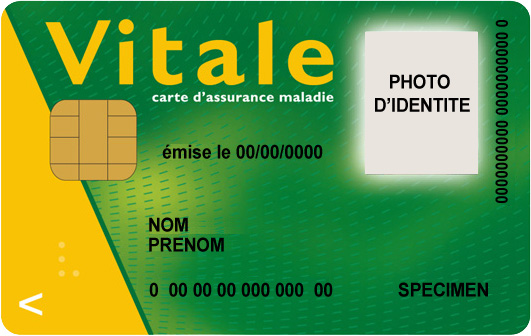 Vitale
carte d'assurance maladie
PHOTO
D'IDENTITE
émise le 00/00/0000
NOM
PRENOM
0 00 00 00 000 000 00
SPECIMEN
0000000000 00000000000 0